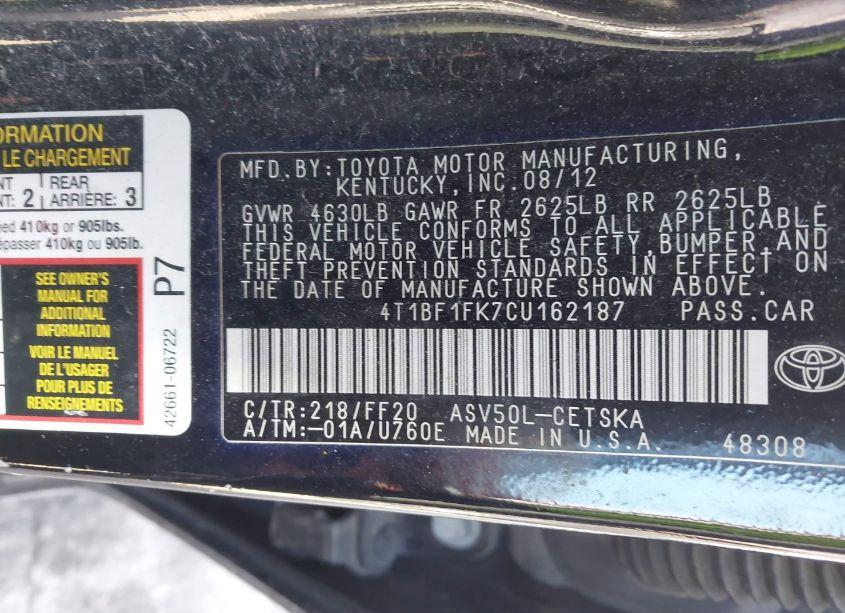 ORMATION
LE CHARGEMENT
NT
NT: 2
REAR
ARRIÈRE: 3
ed 410kg or 905lbs.
épasser 410kg ou 905lb.
SEE OWNER'S
MANUAL FOR
ADDITIONAL
INFORMATION
VOIR LE MANUEL
DE L'USAGER
POUR PLUS DE
RENSEIGNEMENTS
P7
42661-06722
MFD.BY:TOYOTA MOTOR MANUFACTURING,
KENTUCKY,INC.08/12
GVWR 4630LB GAWR FR 2625LB RR 2625LB
THIS VEHICLE CONFORMS TO ALL APPLICABLE
FEDERAL MOTOR VEHICLE SAFETY,BUMPER,AND
THEFT PREVENTION STANDARDS IN EFFECT ON
THE DATE OF MANUFACTURE SHOWN ABOVE.
4T1BF1FK7CU162187 PASS.CAR
C/TR:218/FF20 ASV50L-CETSKA
A/TM:-01A/U760E MADE IN U.S.A. 48308